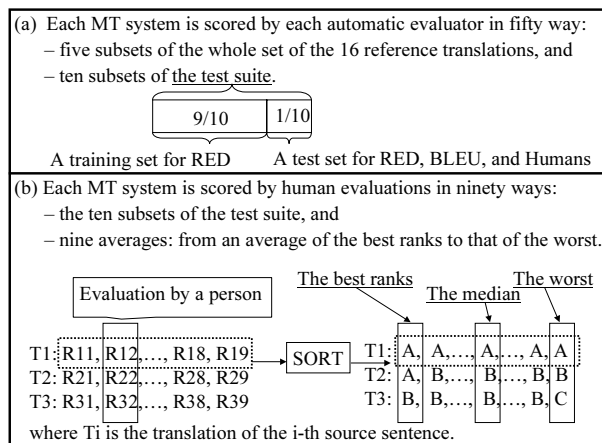 (a) Each MT system is scored by each automatic evaluator in fifty way:
– five subsets of the whole set of the 16 reference translations, and
– ten subsets of the test suite.
9/10 1/10
A training set for RED A test set for RED, BLEU, and Humans
(b) Each MT system is scored by human evaluations in ninety ways:
– the ten subsets of the test suite, and
– nine averages: from an average of the best ranks to that of the worst.
The best ranks The worst
Evaluation by a person The median
T1: R11, R12,…, R18, R19 SORT T1: A, A,…, A,…, A, A
T2: R21, R22,…, R28, R29 T2: A, B,…, B,…, B, B
T3: R31, R32,…, R38, R39 T3: B, B,…, B,…, B, C
where Ti is the translation of the i-th source sentence.